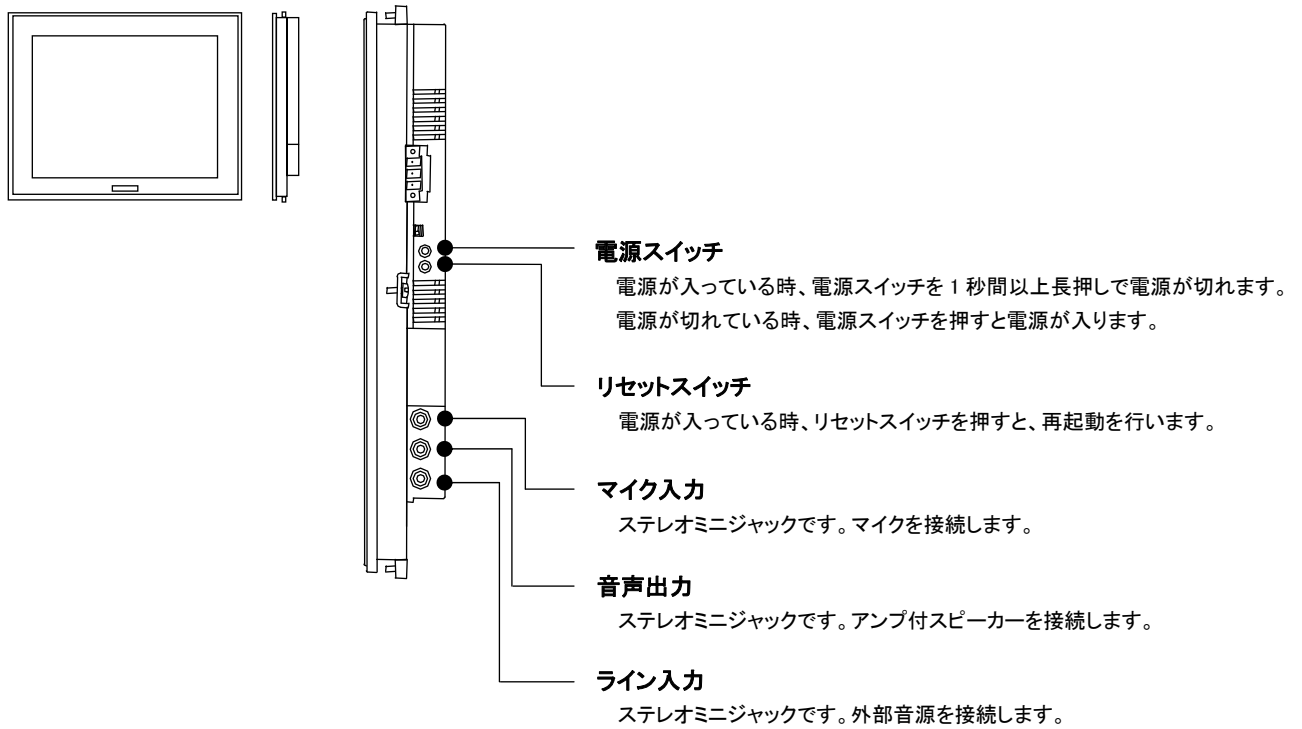 電源スイッチ
電源が入っている時、電源スイッチを1秒間以上長押しで電源が切れます。
電源が切れている時、電源スイッチを押すと電源が入ります。
リセットスイッチ
電源が入っている時、リセットスイッチを押すと、再起動を行います。
マイク入力
ステレオミニジャックです。マイクを接続します。
音声出力
ステレオミニジャックです。アンプ付スピーカーを接続します。
ライン入力
ステレオミニジャックです。外部音源を接続します。